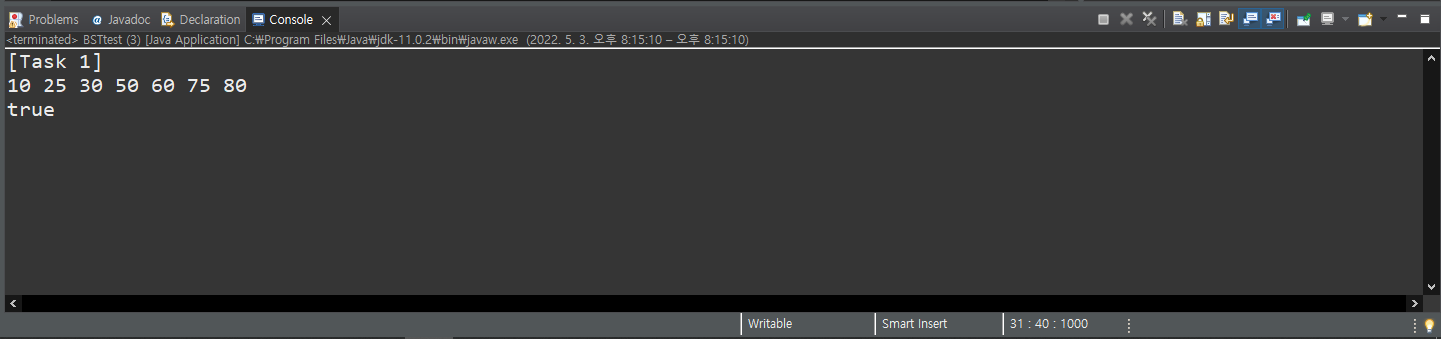 Problems Javadoc Declaration Console
<terminated> BSTtest (3) [Java Application] C:₩Program Files₩Java₩jdk-11.0.2₩bin₩javaw.exe (2022. 5. 3. 오후 8:15:10 – 오후 8:15:10)
[Task 1]
10 25 30 50 60 75 80
true
Writable Smart Insert 31 : 40 : 1000